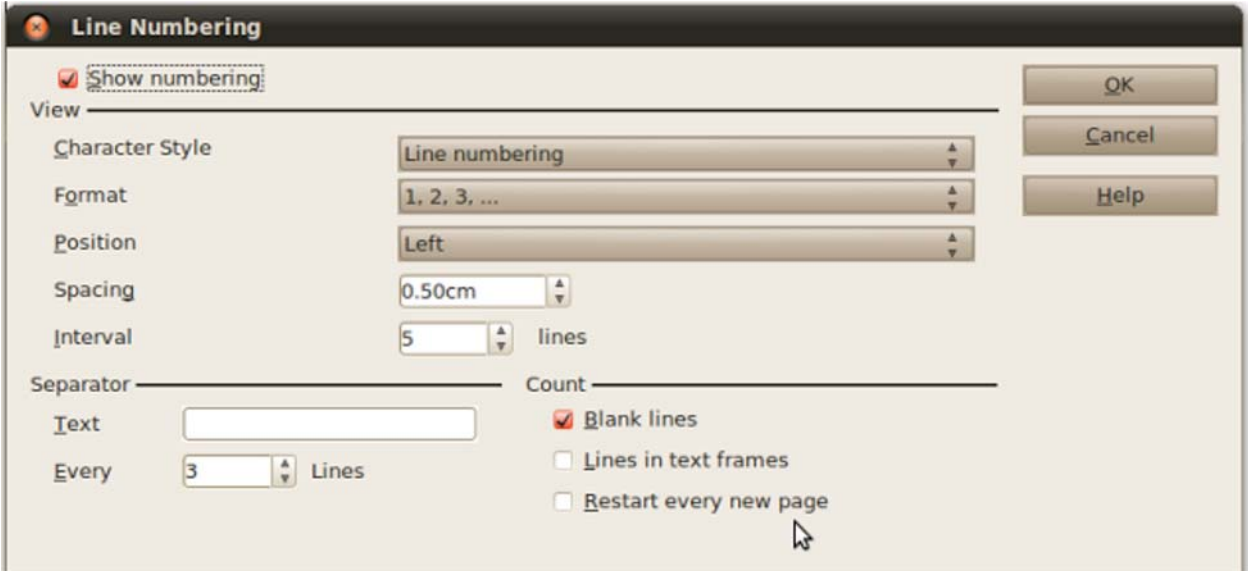 Line Numbering
Show numbering
OK
View
Cancel
Character Style
Line numbering
Format
1, 2, 3, ...
Help
Position
Left
Spacing
0.50cm
Interval
5
lines
Separator
Count
Text
Blank lines
Every
3
Lines
Lines in text frames
Restart every new page